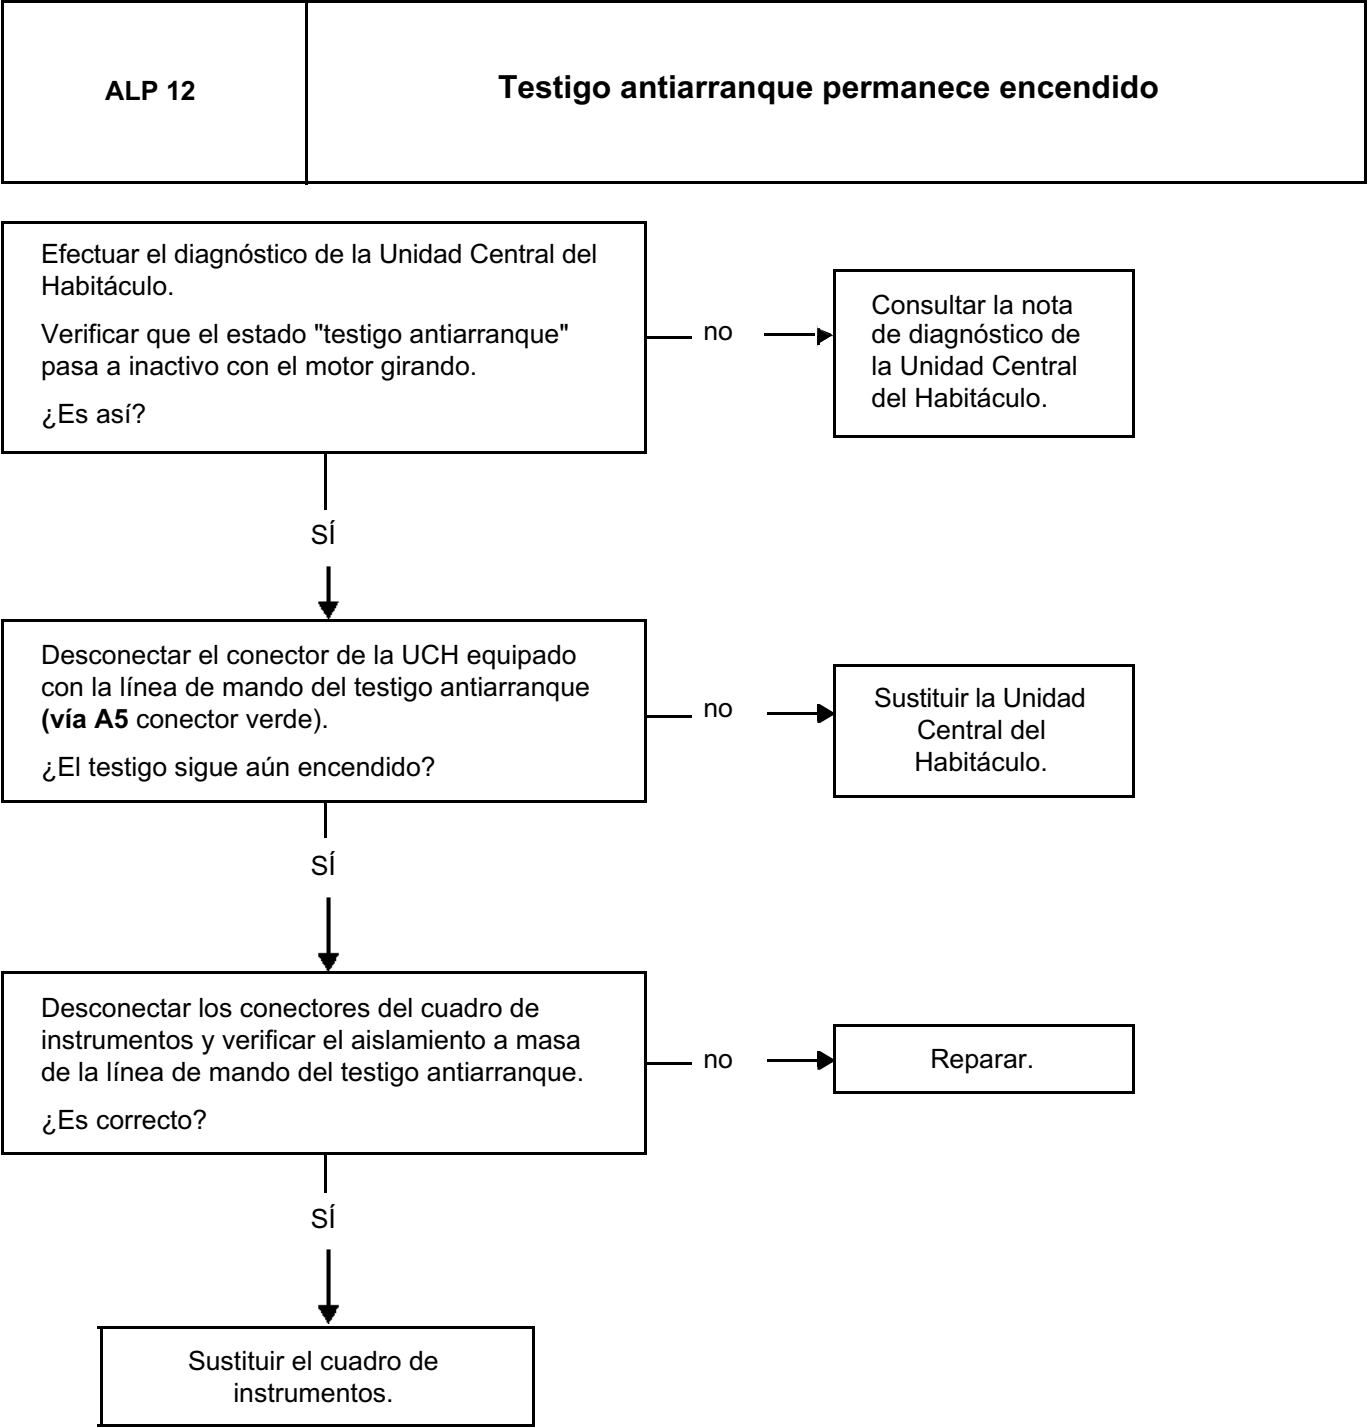 ALP 12
Testigo antiarranque permanece encendido
Efectuar el diagnóstico de la Unidad Central del
Habitáculo.
Verificar que el estado "testigo antiarranque"
pasa a inactivo con el motor girando.
¿Es así?
no
Consultar la nota
de diagnóstico de
la Unidad Central
del Habitáculo.
SÍ
Desconectar el conector de la UCH equipado
con la línea de mando del testigo antiarranque
(vía A5 conector verde).
¿El testigo sigue aún encendido?
no
Sustituir la Unidad
Central del
Habitáculo.
SÍ
Desconectar los conectores del cuadro de
instrumentos y verificar el aislamiento a masa
de la línea de mando del testigo antiarranque.
¿Es correcto?
no
Reparar.
SÍ
Sustituir el cuadro de
instrumentos.